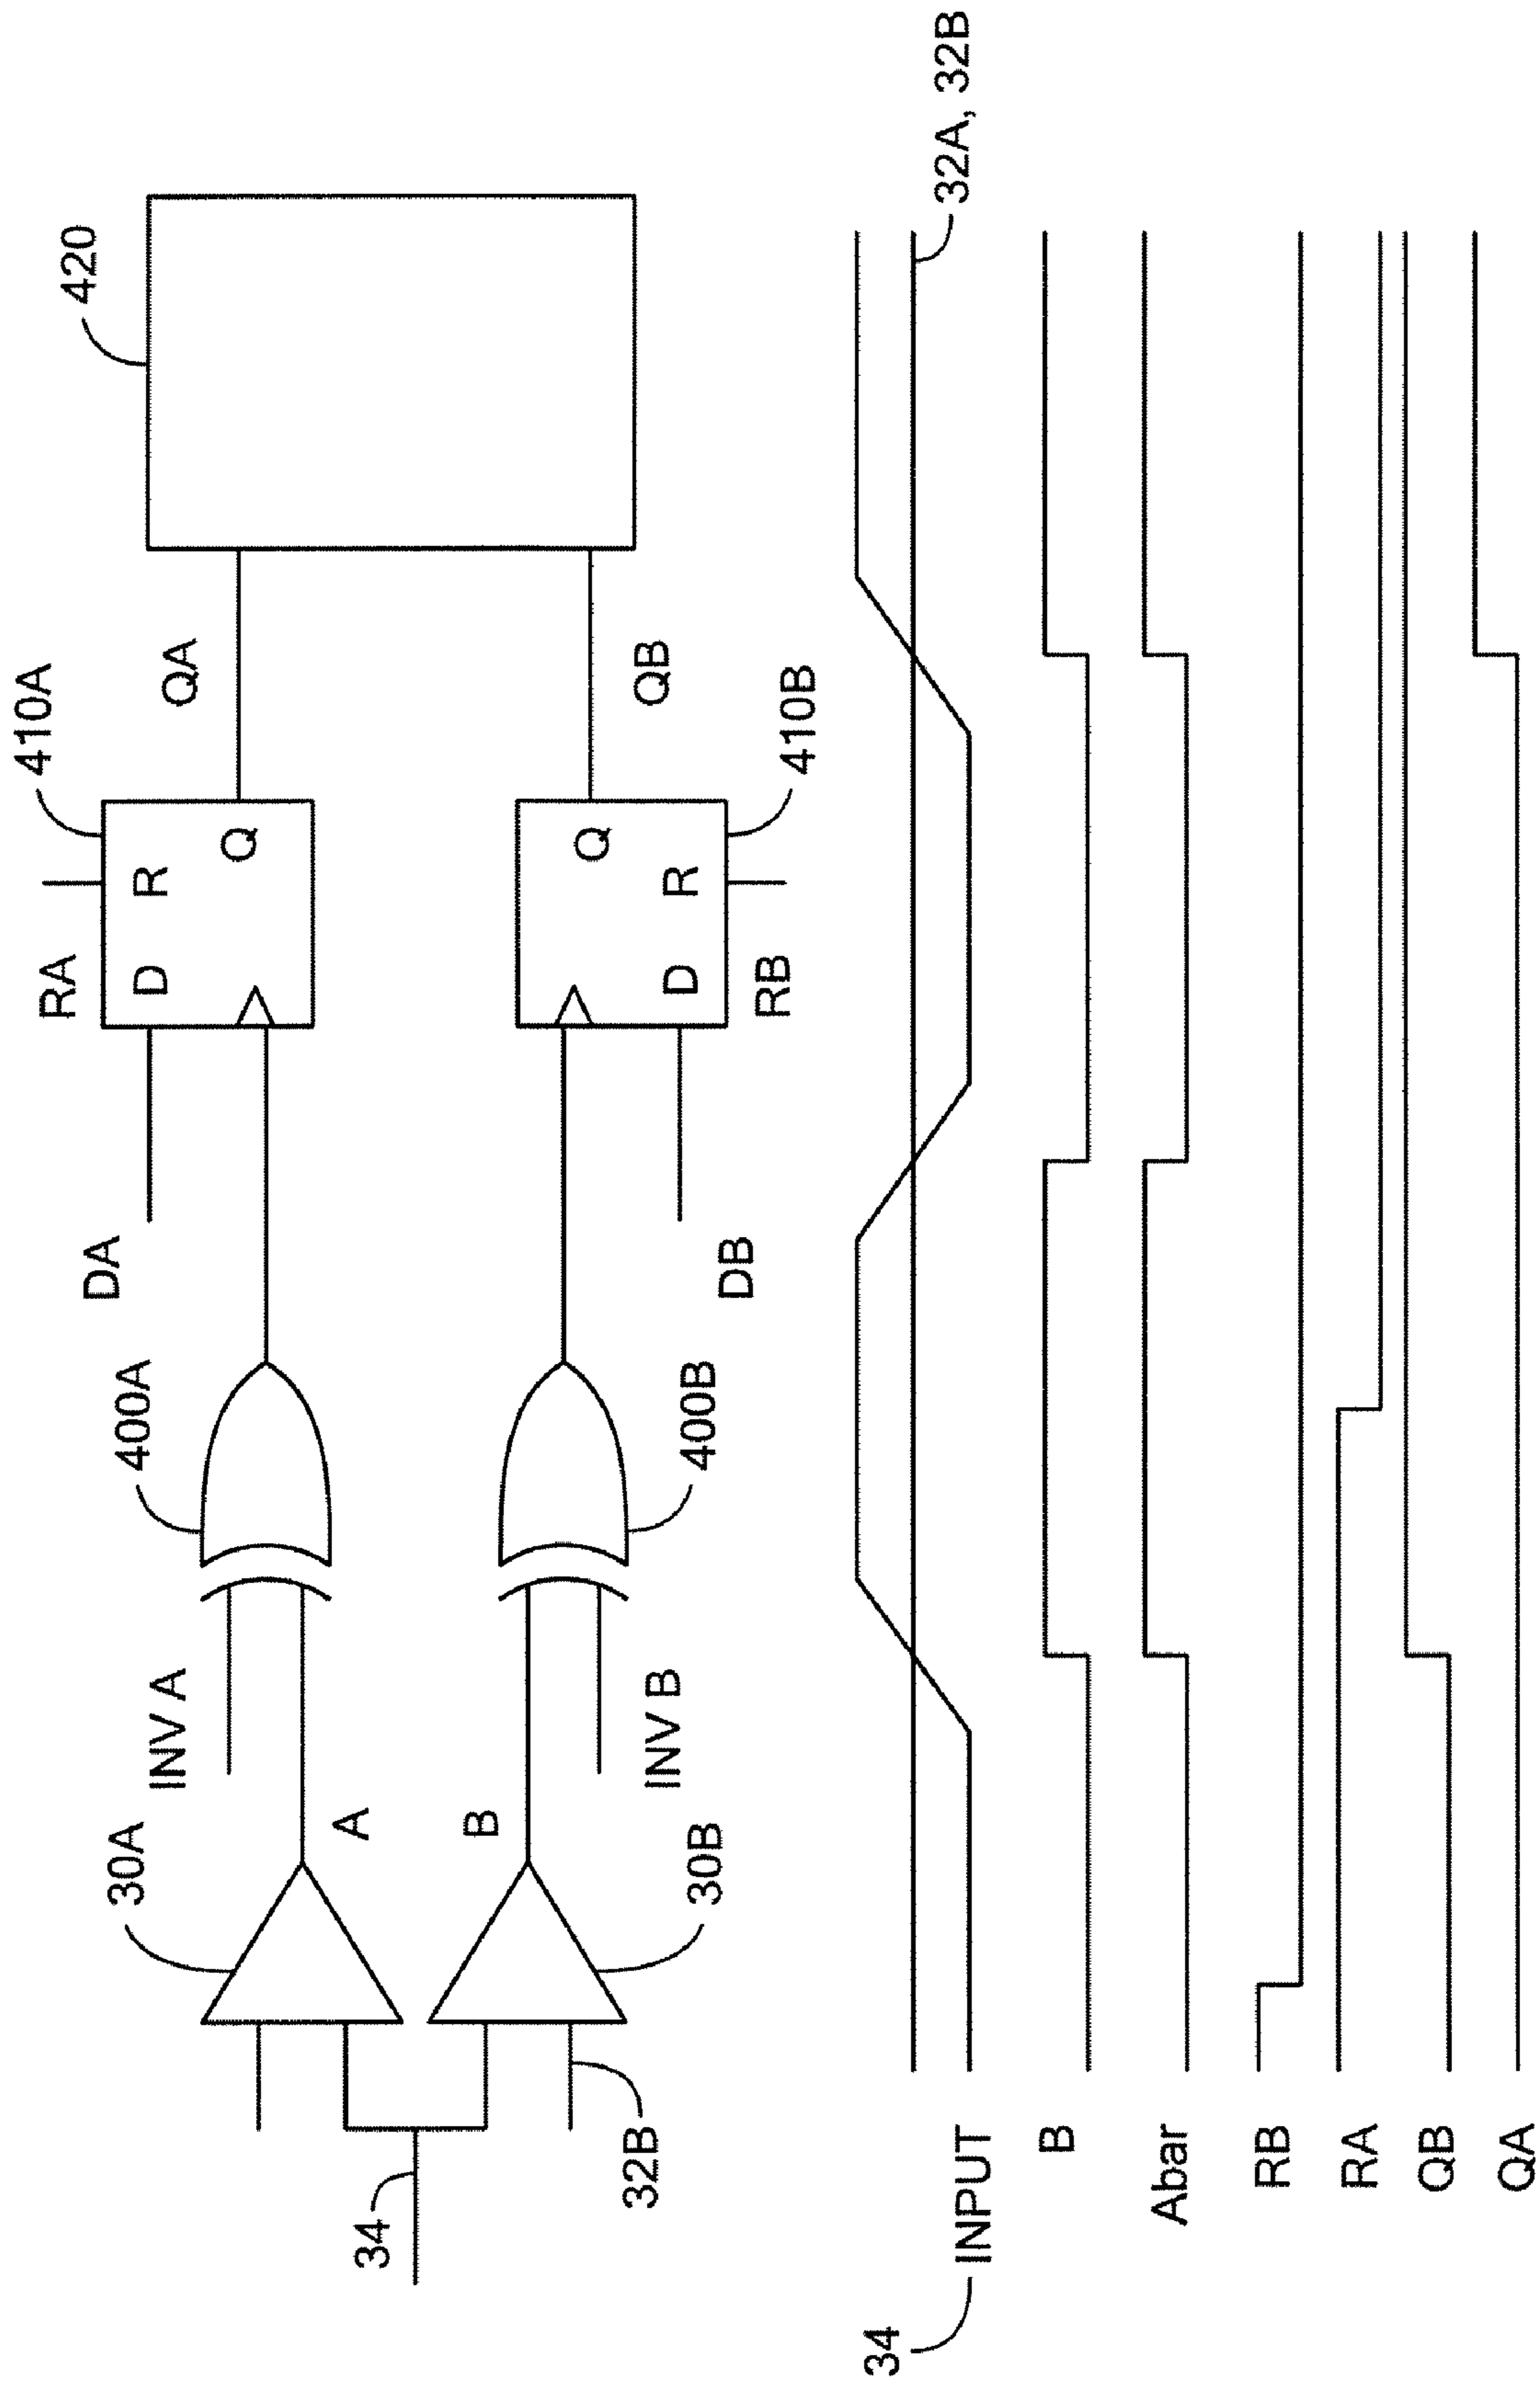 420
410A
QA
RA
D
R
Q
DA
400A
INV A
30A
A
34
B
30B
32B
INV B
400B
DB
Q
D
R
RB
410B
QB
32A, 32B
34
INPUT
B
Abar
RB
RA
QB
QA